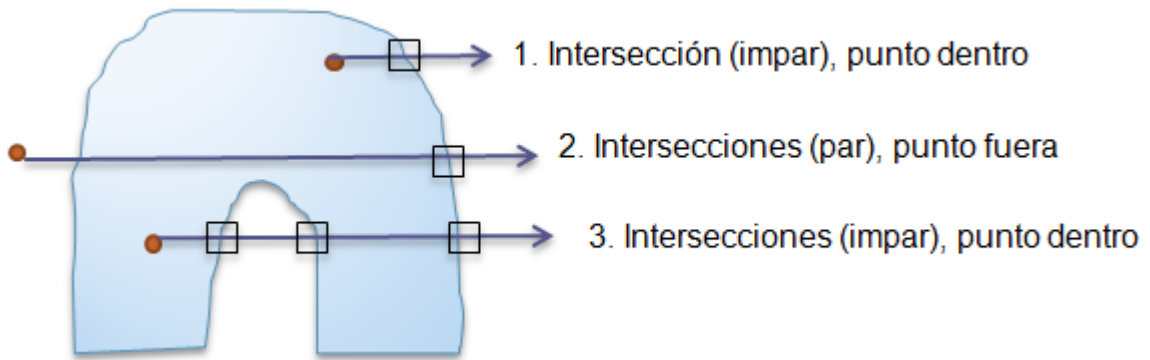 1. Intersección (impar), punto dentro
2. Intersecciones (par), punto fuera
3. Intersecciones (impar), punto dentro